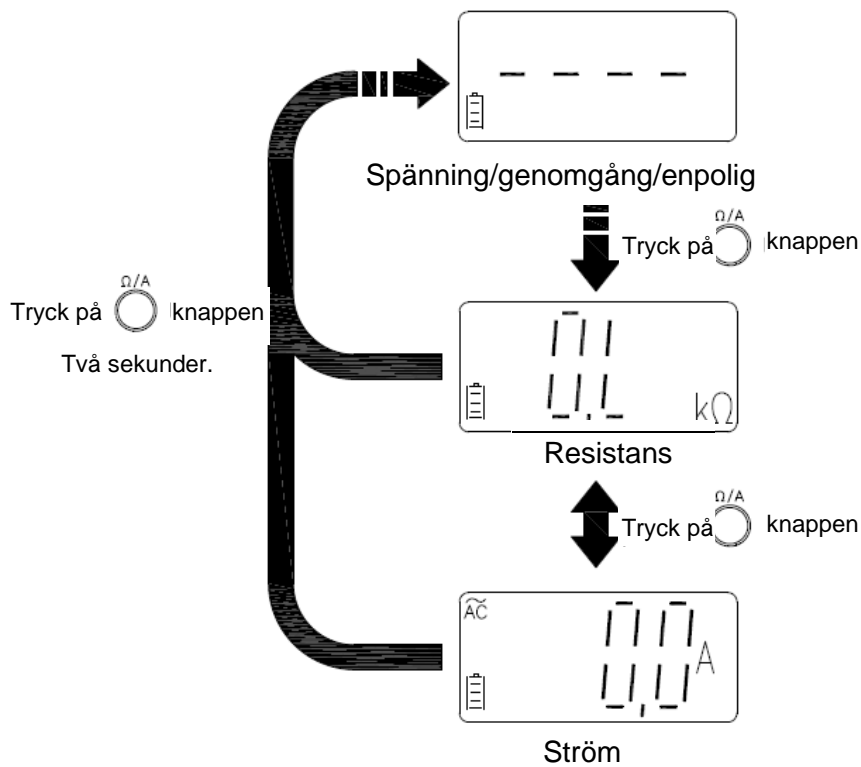 - - - -
Spänning/genomgång/enpolig
Ω/A
Tryck på knappen
Ω/A
Tryck på knappen
Två sekunder.
0.L kΩ
Resistans
Ω/A
Tryck på knappen
AC
0,0 A
Ström